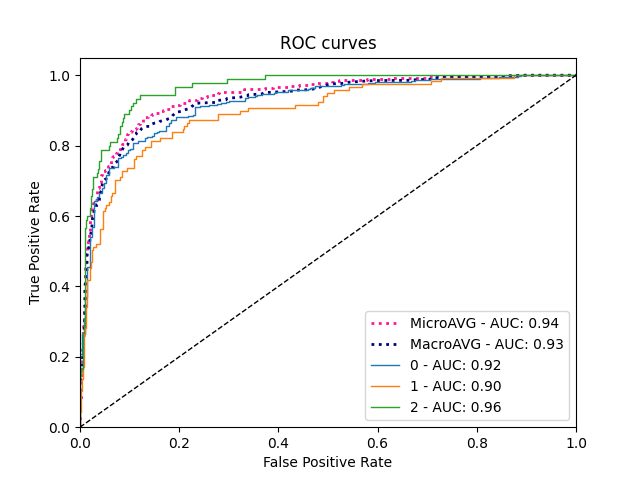 ROC curves
True Positive Rate
1.0
0.8
0.6
0.4
0.2
0.0
MicroAVG - AUC: 0.94
MacroAVG - AUC: 0.93
0 - AUC: 0.92
1 - AUC: 0.90
2 - AUC: 0.96
0.0 0.2 0.4 0.6 0.8 1.0
False Positive Rate